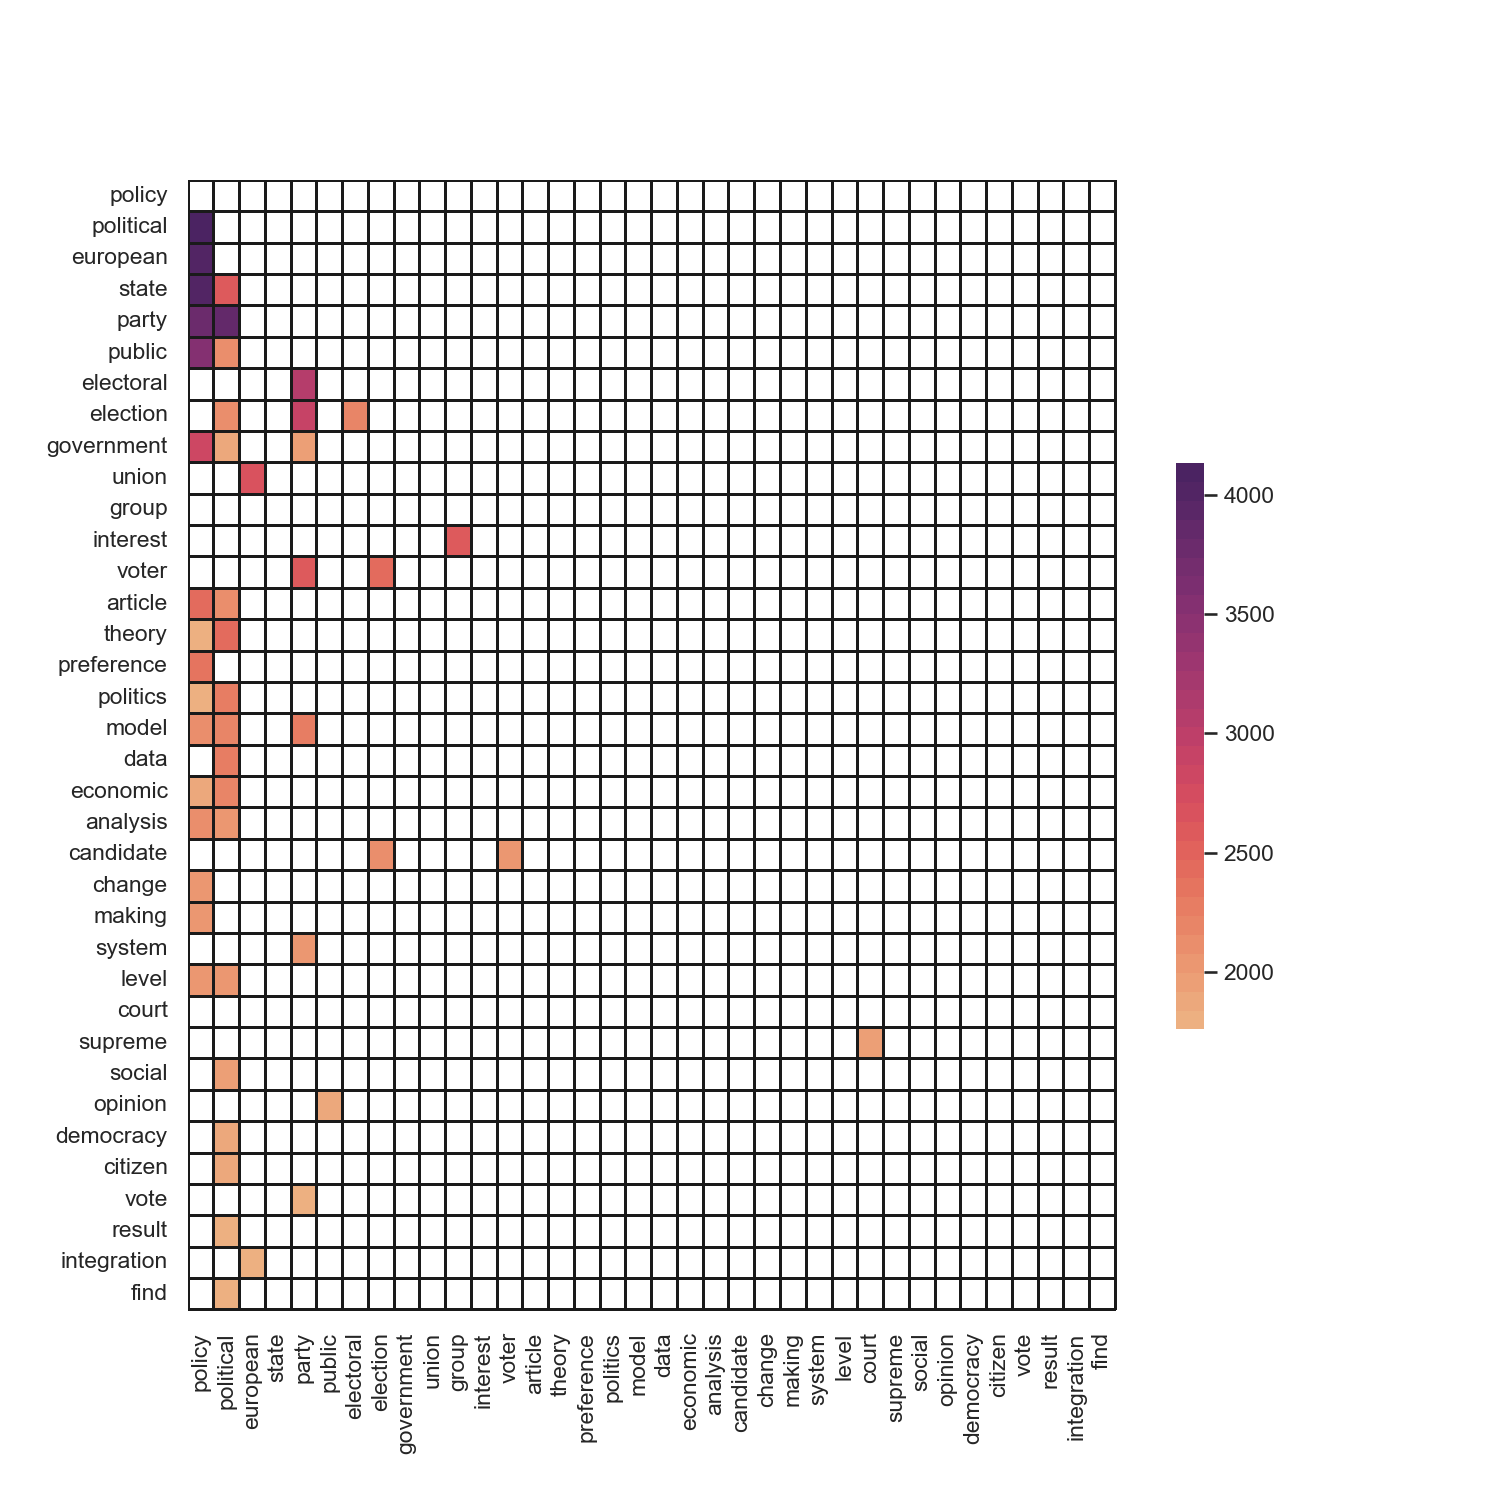 policy
political
european
state
party
public
electoral
election
government
union
group
interest
voter
article
theory
preference
politics
model
data
economic
analysis
candidate
change
making
system
level
court
supreme
social
opinion
democracy
citizen
vote
result
integration
find
policy
political
european
state
party
public
electoral
election
government
union
group
interest
voter
article
theory
preference
politics
model
data
economic
analysis
candidate
change
making
system
level
court
supreme
social
opinion
democracy
citizen
vote
result
integration
find
4000
3500
3000
2500
2000